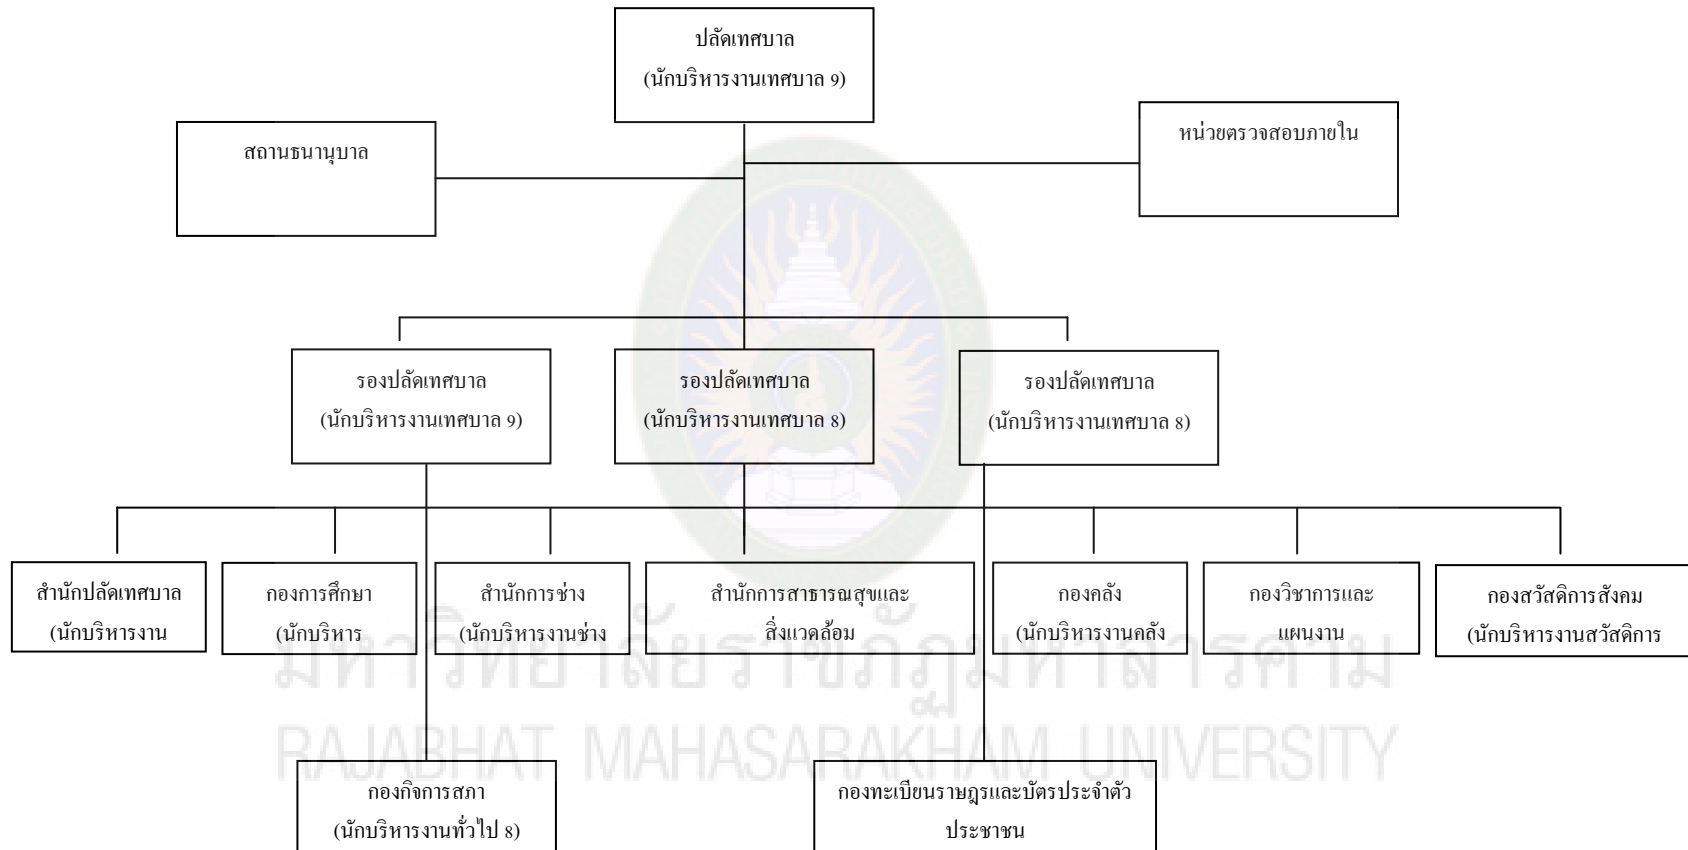 ปลัดเทศบาล
(นักบริหารงานเทศบาล 9)
สถานธนานุบาล
หน่วยตรวจสอบภายใน
รองปลัดเทศบาล
(นักบริหารงานเทศบาล 9)
รองปลัดเทศบาล
(นักบริหารงานเทศบาล 8)
รองปลัดเทศบาล
(นักบริหารงานเทศบาล 8)
สำนักปลัดเทศบาล
(นักบริหารงาน
กองการศึกษา
(นักบริหาร
สำนักการช่าง
(นักบริหารงานช่าง
สำนักการสาธารณสุขและ
สิ่งแวดล้อม
กองคลัง
(นักบริหารงานคลัง
กองวิชาการและ
แผนงาน
กองสวัสดิการสังคม
(นักบริหารงานสวัสดิการ
มหาวิทยาลัยราชภัฏมหาสารคาม
RAJABHAT MAHASARAKHAM UNIVERSITY
กองกิจการสภา
(นักบริหารงานทั่วไป 8)
กองทะเบียนราษฎรและบัตรประจำตัว
ประชาชน